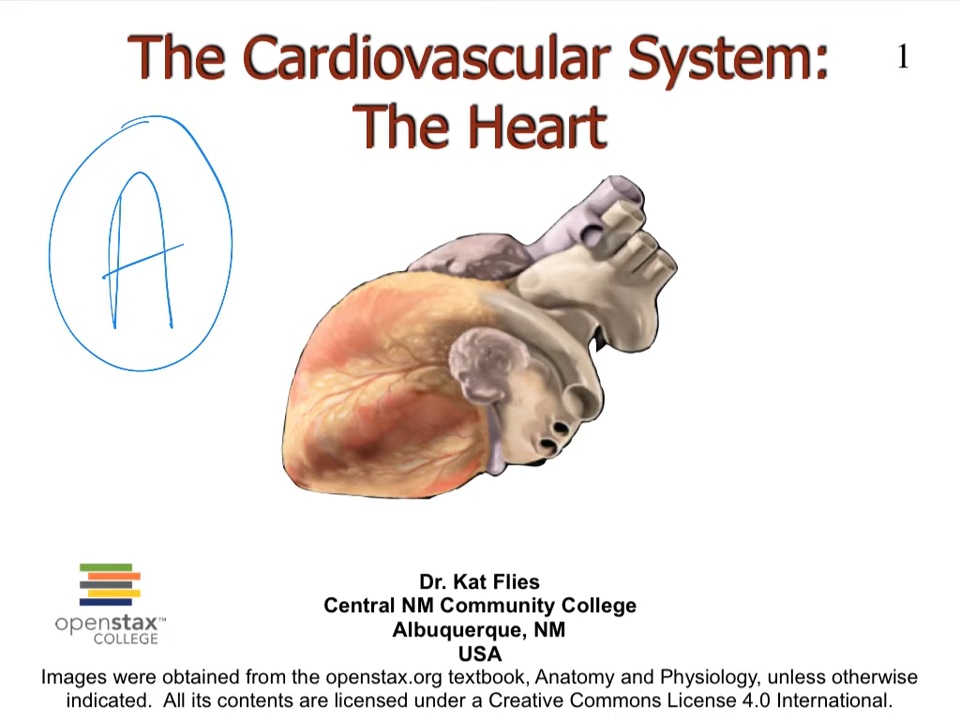 The Cardiovascular System:
The Heart
1
A
openstax™
COLLEGE
Dr. Kat Flies
Central NM Community College
Albuquerque, NM
USA
Images were obtained from the openstax.org textbook, Anatomy and Physiology, unless otherwise
indicated.  All its contents are licensed under a Creative Commons License 4.0 International.